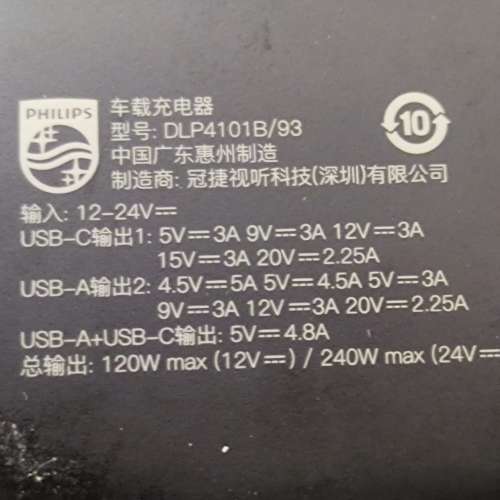 PHILIPS
车载充电器
型号: DLP4101B/93
中国广东惠州制造
制造商: 冠捷视听科技(深圳)有限公司
10
输入: 12-24V⎓
USB-C输出1: 5V⎓3A 9V⎓3A 12V⎓3A
15V⎓3A 20V⎓2.25A
USB-A输出2: 4.5V⎓5A 5V⎓4.5A 5V⎓3A
9V⎓3A 12V⎓3A 20V⎓2.25A
USB-A+USB-C输出: 5V⎓4.8A
总输出: 120W max (12V⎓) / 240W max (24V⎓